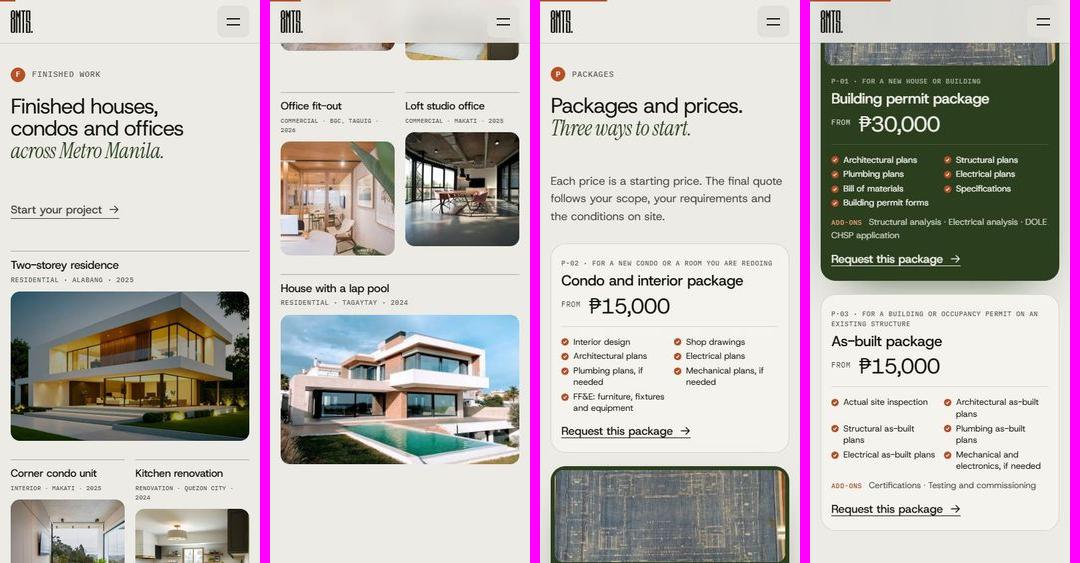 8MTS.
F FINISHED WORK
Finished houses,
condos and offices
across Metro Manila.
Start your project →
Two-storey residence
RESIDENTIAL · ALABANG · 2025
Corner condo unit
INTERIOR · MAKATI · 2025
Kitchen renovation
RENOVATION · QUEZON CITY ·
2024
8MTS.
Office fit-out
COMMERCIAL · BGC, TAGUIG ·
2026
Loft studio office
COMMERCIAL · MAKATI · 2025
House with a lap pool
RESIDENTIAL · TAGAYTAY · 2024
8MTS.
P PACKAGES
Packages and prices.
Three ways to start.
Each price is a starting price. The final quote
follows your scope, your requirements and
the conditions on site.
P-02 · FOR A NEW CONDO OR A ROOM YOU ARE REDOING
Condo and interior package
FROM ₱15,000
Interior design
Shop drawings
Architectural plans
Electrical plans
Plumbing plans, if
needed
Mechanical plans, if
needed
FF&E: furniture, fixtures
and equipment
Request this package →
8MTS.
P-01 · FOR A NEW HOUSE OR BUILDING
Building permit package
FROM ₱30,000
Architectural plans
Structural plans
Plumbing plans
Electrical plans
Bill of materials
Specifications
Building permit forms
ADD-ONS Structural analysis · Electrical analysis · DOLE
CHSP application
Request this package →
P-03 · FOR A BUILDING OR OCCUPANCY PERMIT ON AN
EXISTING STRUCTURE
As-built package
FROM ₱15,000
Actual site inspection
Architectural as-built
plans
Structural as-built
plans
Plumbing as-built
plans
Electrical as-built plans
Mechanical and
electronics, if needed
ADD-ONS Certifications · Testing and commissioning
Request this package →